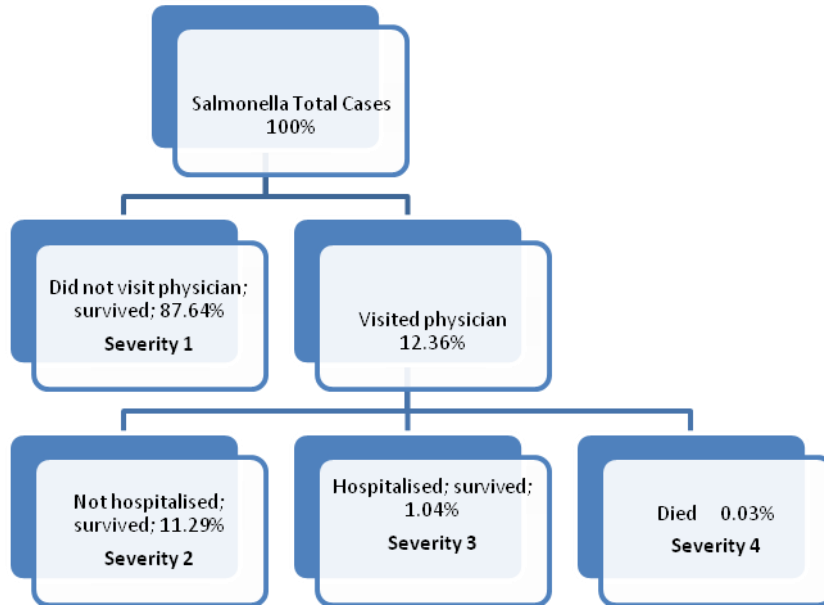 Salmonella Total Cases
100%
Did not visit physician;
survived; 87.64%
Severity 1
Visited physician
12.36%
Not hospitalised;
survived; 11.29%
Severity 2
Hospitalised; survived;
1.04%
Severity 3
Died 0.03%
Severity 4